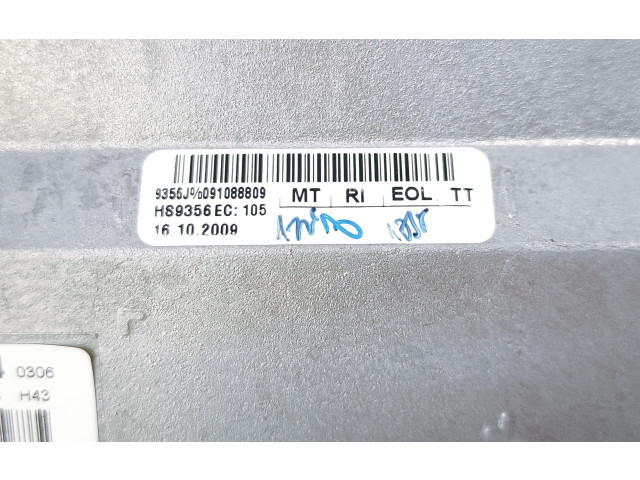 9356J%091088809 MT RI EOL TT
HS9356 EC: 105
16.10.2009
0306
H43